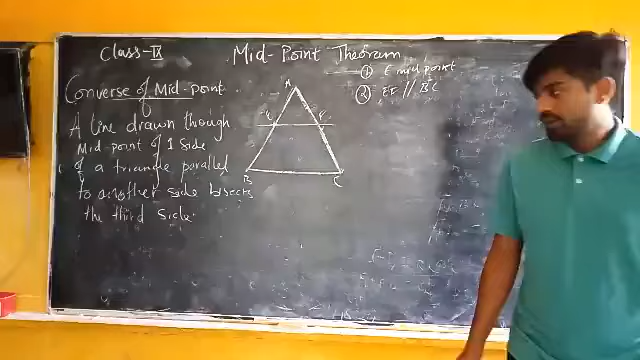 Class-IX
Mid-Point Theoram
Converse of Mid-point
A line drawn through
Mid point of 1 side
of a triangle parallel
to another side bisects
the third side.
A
E
F
B
C
① E mid point
② EF // BC